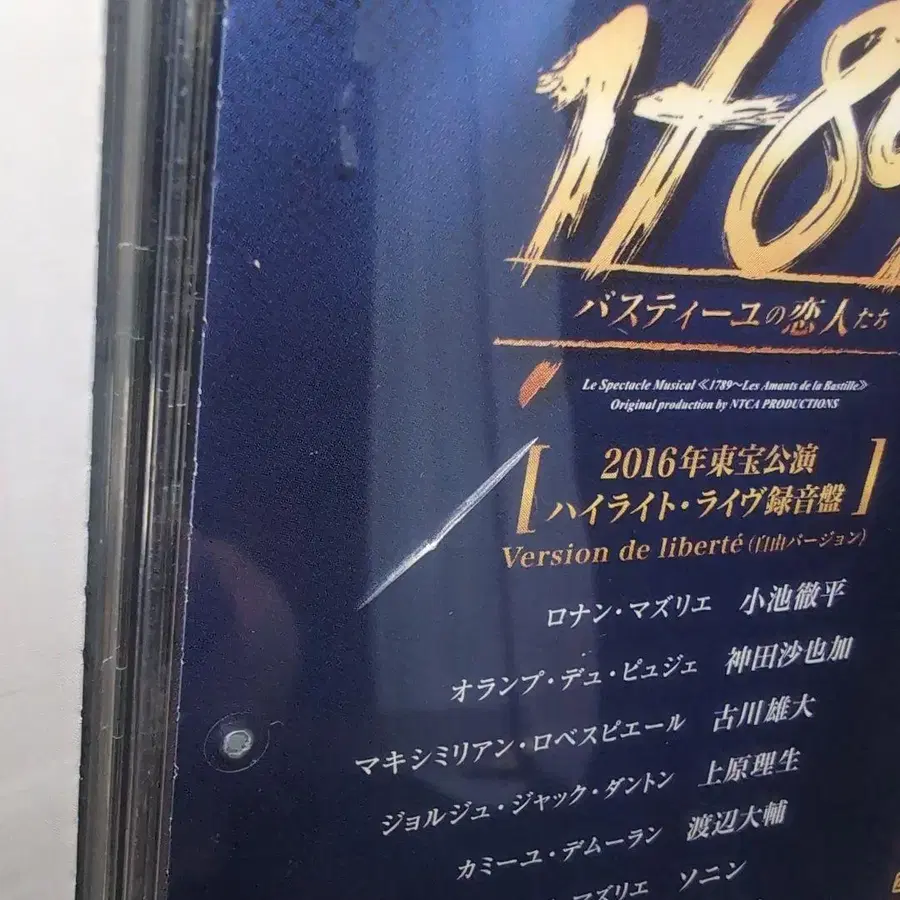 1789
バスティーユの恋人たち
Le Spectacle Musical ≪1789～Les Amants de la Bastille≫
Original production by NTCA PRODUCTIONS
[2016年東宝公演
ハイライト・ライヴ録音盤]
Version de liberté (自由バージョン)
ロナン・マズリエ 小池徹平
オランプ・デュ・ピュジェ 神田沙也加
マキシミリアン・ロベスピエール 古川雄大
ジョルジュ・ジャック・ダントン 上原理生
カミーユ・デムーラン 渡辺大輔
マズリエ ソニン